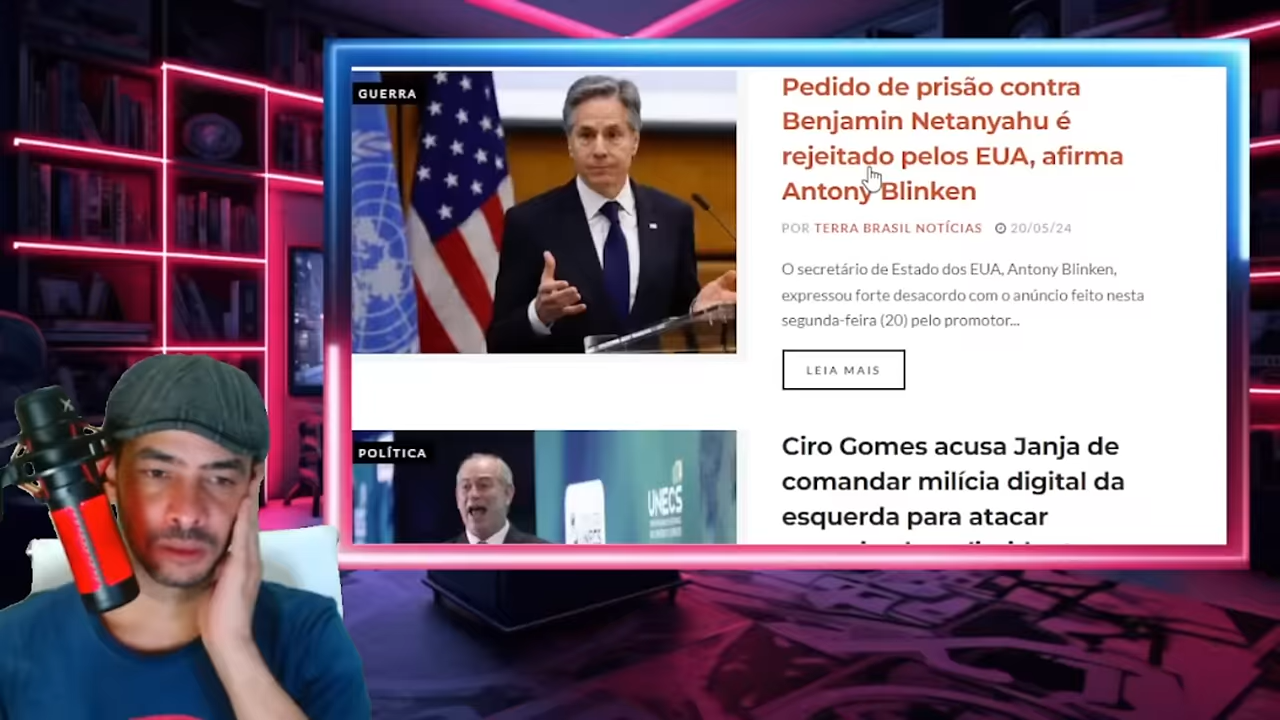 GUERRA
Pedido de prisão contra
Benjamin Netanyahu é
rejeitado pelos EUA, afirma
Antony Blinken
POR TERRA BRASIL NOTÍCIAS 20/05/24
O secretário de Estado dos EUA, Antony Blinken,
expressou forte desacordo com o anúncio feito nesta
segunda-feira (20) pelo promotor...
LEIA MAIS
POLÍTICA
UNECS
Ciro Gomes acusa Janja de
comandar milícia digital da
esquerda para atacar